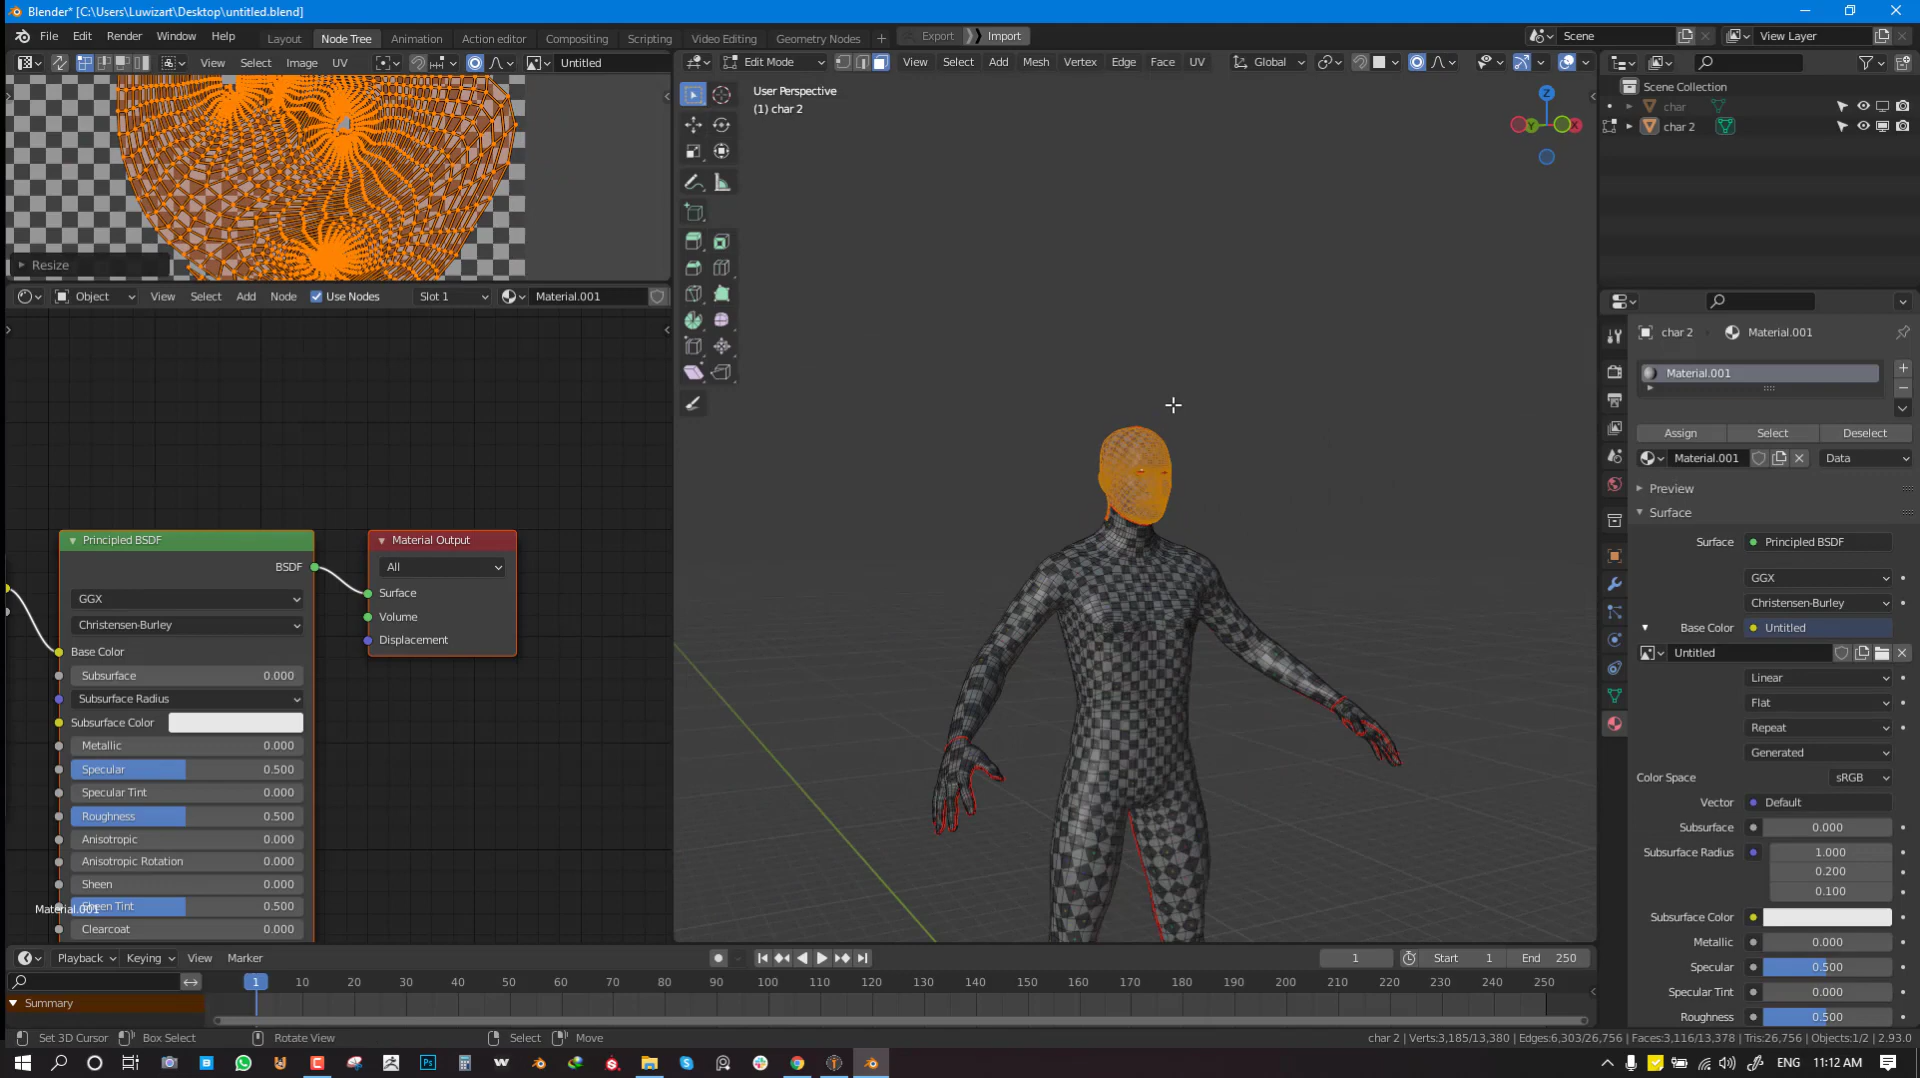 Blender* [C:\Users\Luwizart\Desktop\untitled.blend]
File Edit Render Window Help Layout Node Tree Animation Action editor Compositing Scripting Video Editing Geometry Nodes Export Import Scene View Layer
View Select Image UV Untitled
Edit Mode View Select Add Mesh Vertex Edge Face UV Global
User Perspective
(1) char 2
Scene Collection
char
char 2
Resize
Object View Select Add Node Use Nodes Slot 1 Material.001
Principled BSDF
BSDF
GGX
Christensen-Burley
Base Color
Subsurface 0.000
Subsurface Radius
Subsurface Color
Metallic 0.000
Specular 0.500
Specular Tint 0.000
Roughness 0.500
Anisotropic 0.000
Anisotropic Rotation 0.000
Sheen 0.000
Sheen Tint 0.500
Clearcoat 0.000
Material.001
Material Output
All
Surface
Volume
Displacement
char 2 Material.001
Material.001
Assign Select Deselect
Material.001 Data
Preview
Surface
Surface Principled BSDF
GGX
Christensen-Burley
Base Color Untitled
Untitled
Linear
Flat
Repeat
Generated
Color Space sRGB
Vector Default
Subsurface 0.000
Subsurface Radius 1.000
0.200
0.100
Subsurface Color
Metallic 0.000
Specular 0.500
Specular Tint 0.000
Roughness 0.500
Playback Keying View Marker 1 Start 1 End 250
1 10 20 30 40 50 60 70 80 90 100 110 120 130 140 150 160 170 180 190 200 210 220 230 240 250
Summary
Set 3D Cursor Box Select Rotate View Select Move char 2 | Verts:3,185/13,380 | Edges:6,303/26,756 | Faces:3,116/13,378 | Tris:26,756 | Objects:1/2 | 2.93.0
ENG 11:12 AM